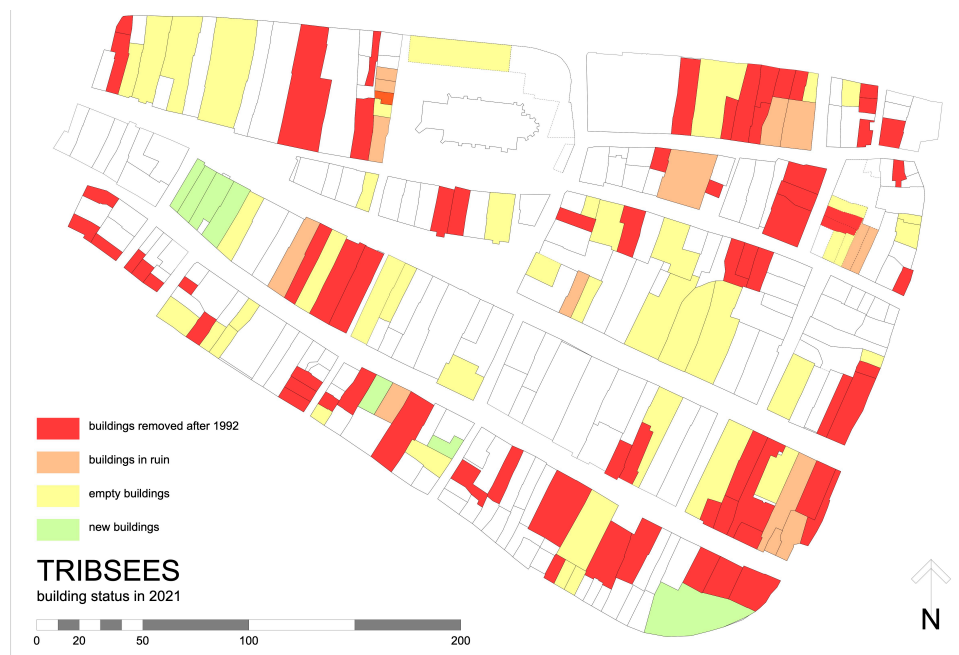 buildings removed after 1992
buildings in ruin
empty buildings
new buildings
TRIBSEES
building status in 2021
0 20 50 100 200
N